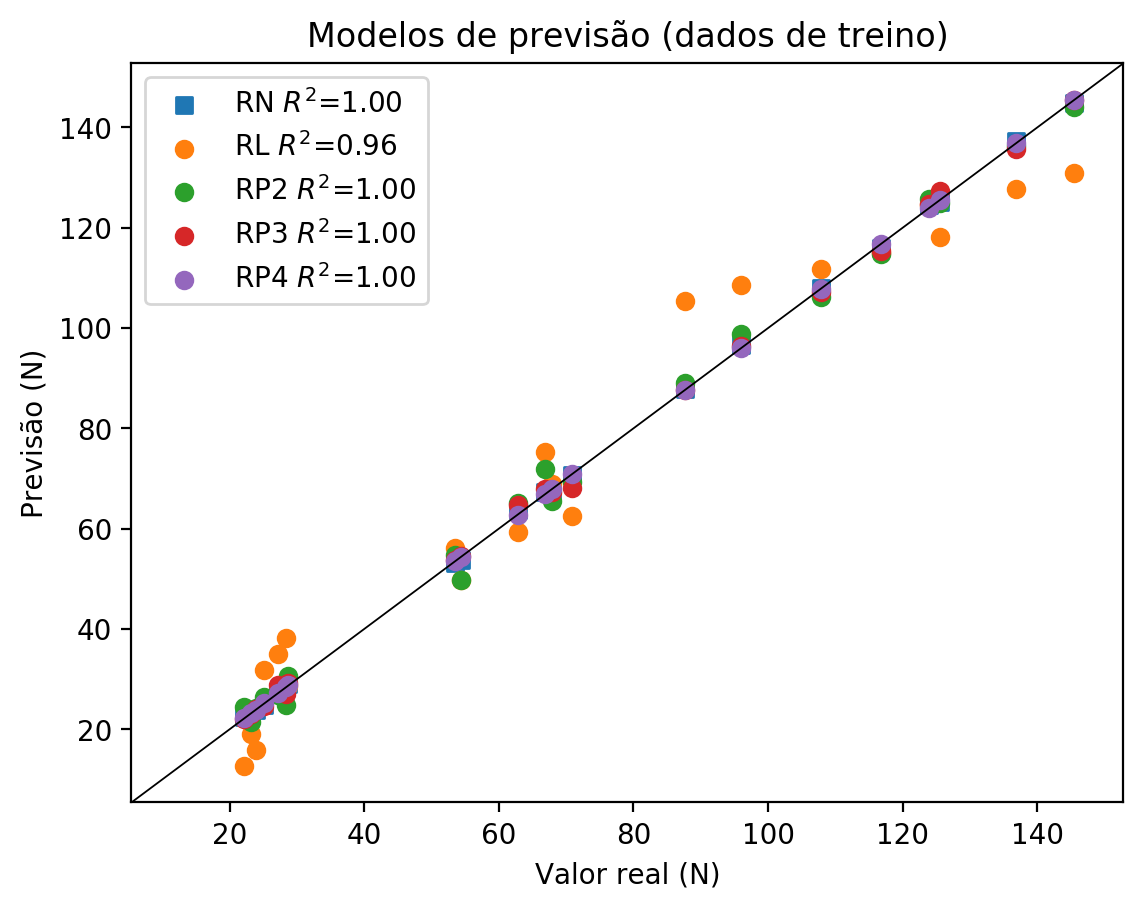 Modelos de previsão (dados de treino)
RN R²=1.00
RL R²=0.96
RP2 R²=1.00
RP3 R²=1.00
RP4 R²=1.00
140
120
100
80
60
40
20
Previsão (N)
20 40 60 80 100 120 140
Valor real (N)